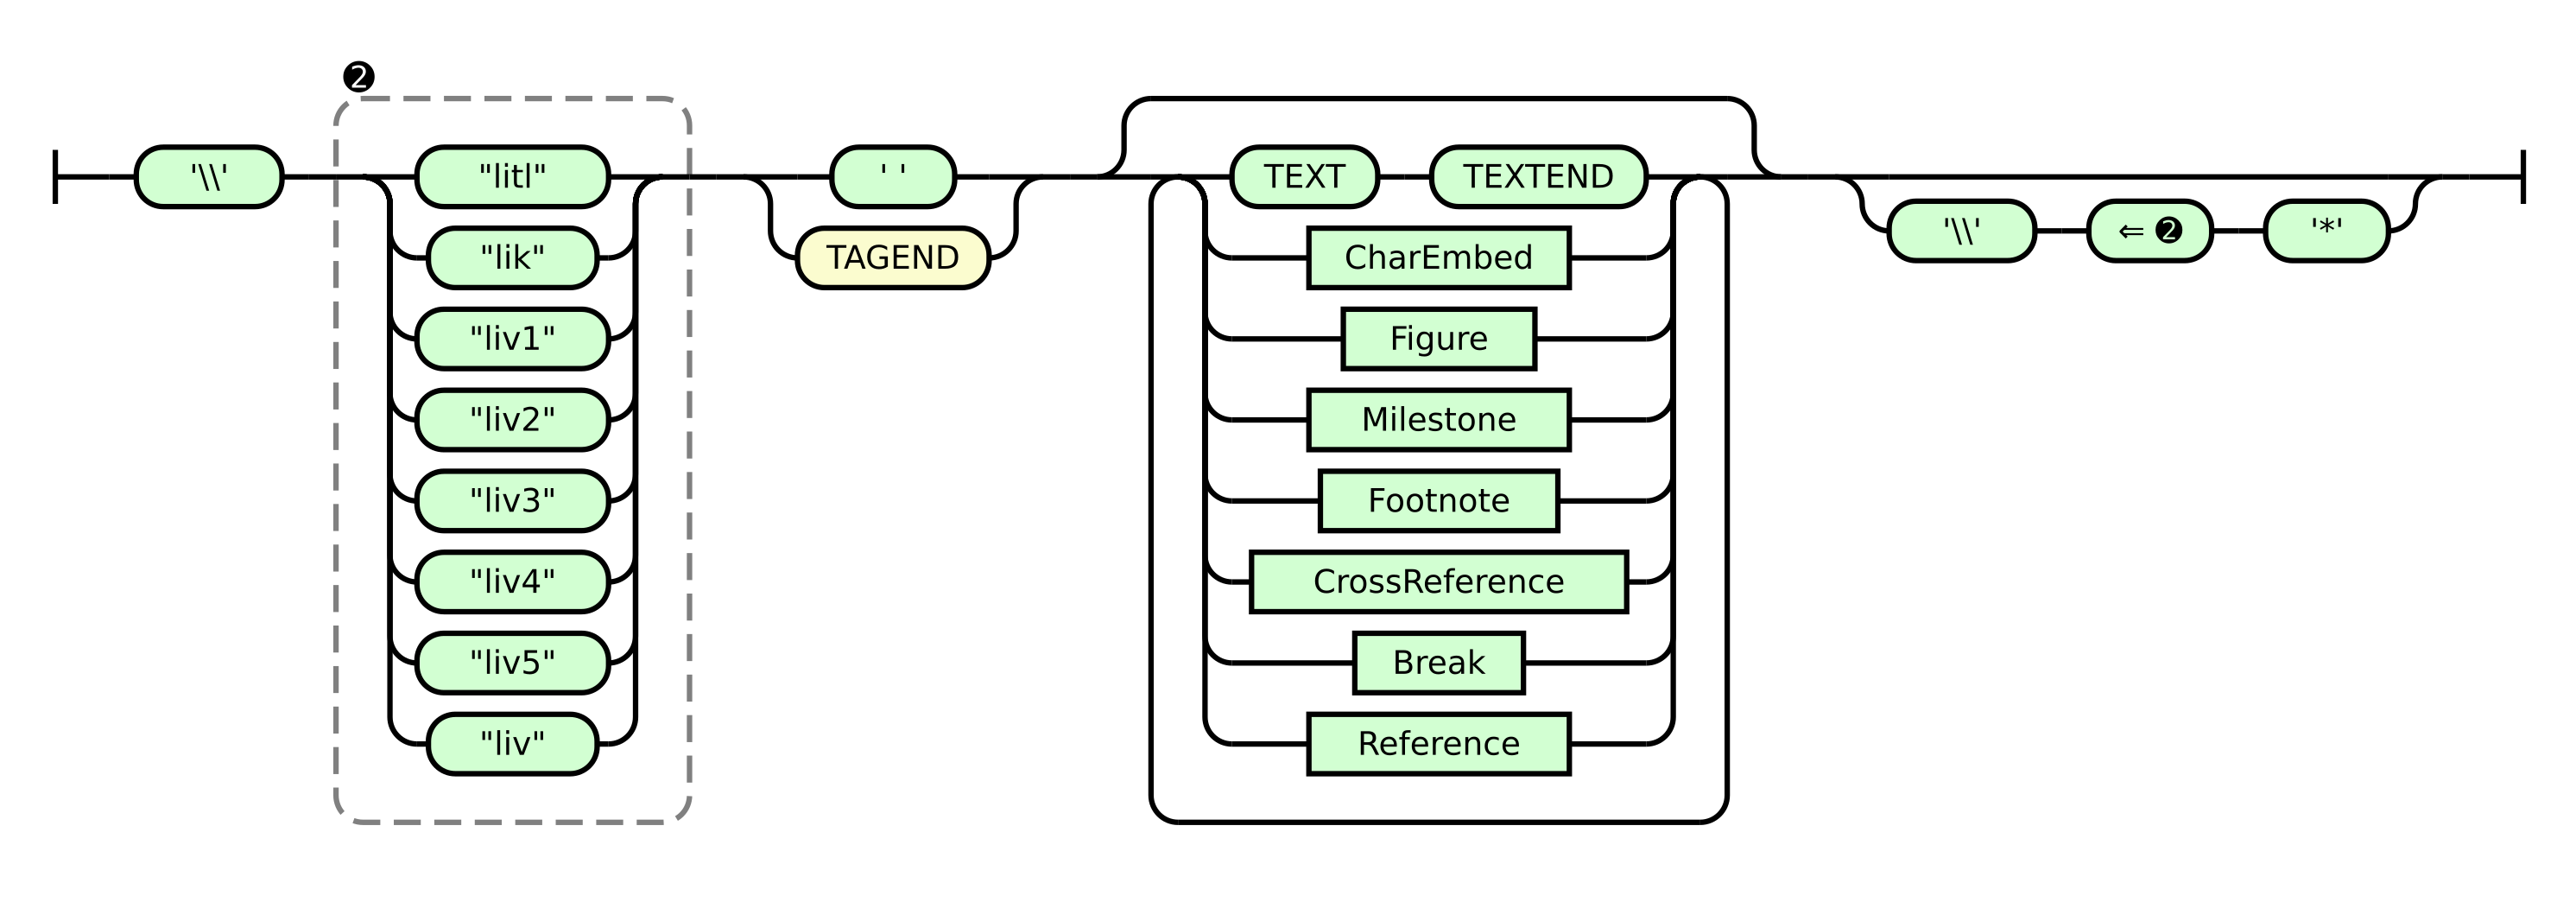 ❷
'\\' "litl" ' ' TEXT TEXTEND
"lik" TAGEND CharEmbed '\\' ⇐ ❷ '*'
"liv1" Figure
"liv2" Milestone
"liv3" Footnote
"liv4" CrossReference
"liv5" Break
"liv" Reference